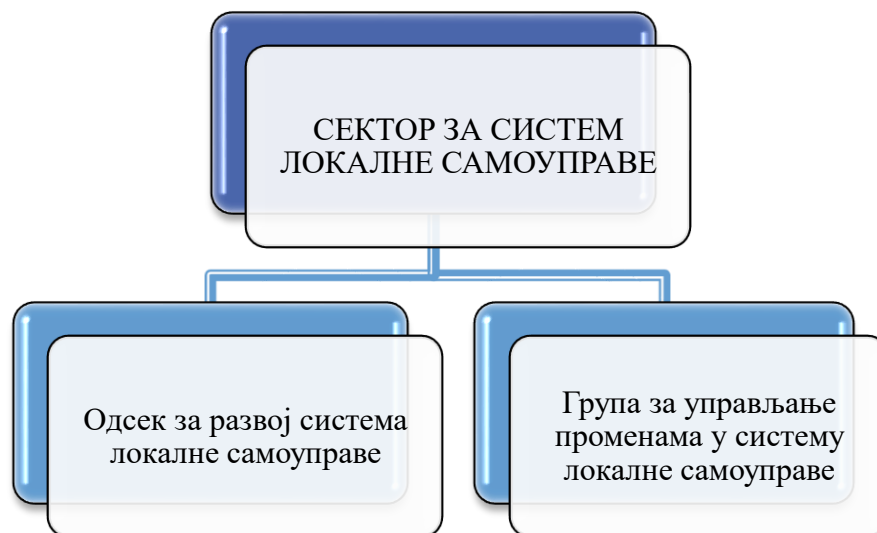 СЕКТОР ЗА СИСТЕМ
ЛОКАЛНЕ САМОУПРАВЕ
Одсек за развој система
локалне самоуправе
Група за управљање
променама у систему
локалне самоуправе